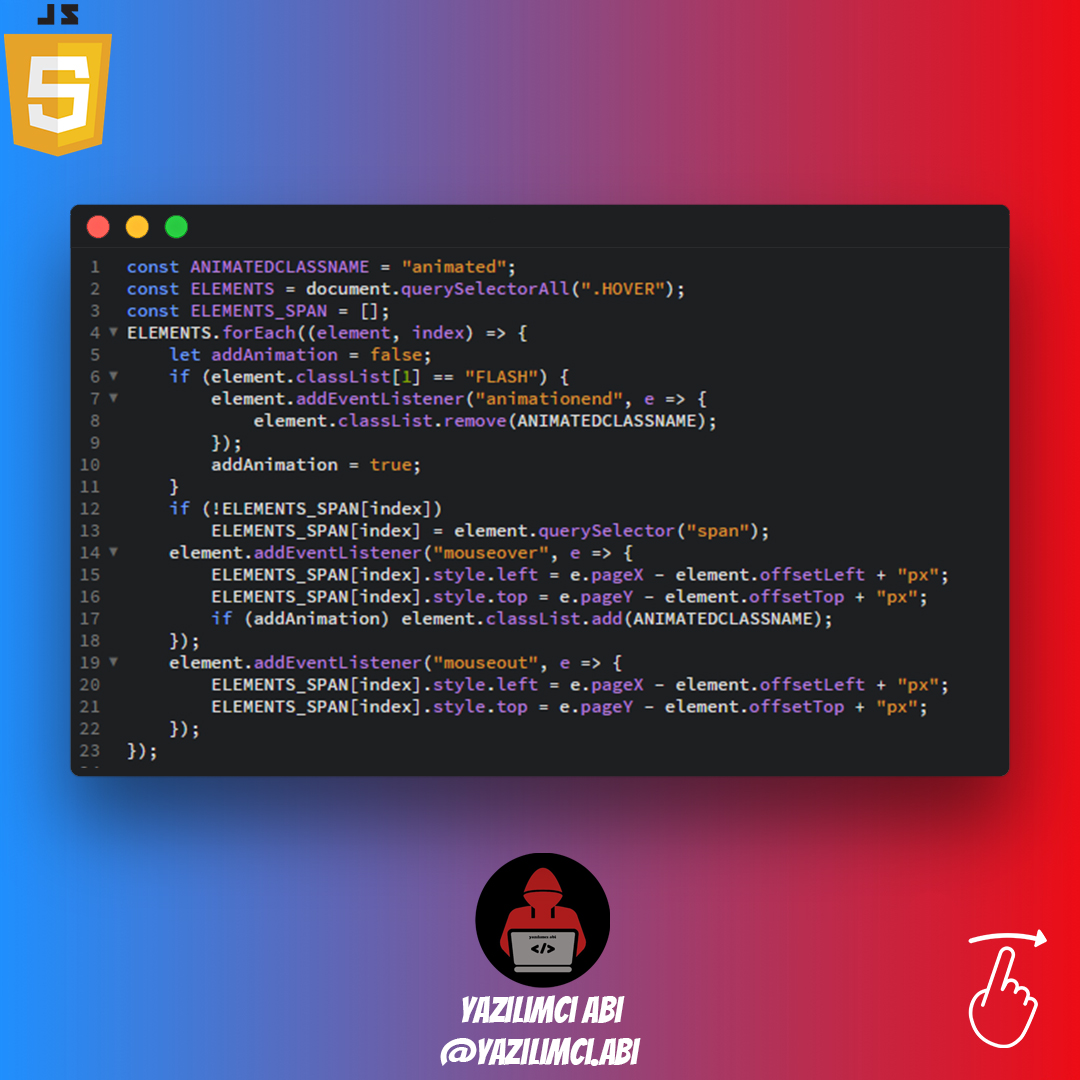 JS
1 const ANIMATEDCLASSNAME = "animated";
2 const ELEMENTS = document.querySelectorAll(".HOVER");
3 const ELEMENTS_SPAN = [];
4 ELEMENTS.forEach((element, index) => {
5     let addAnimation = false;
6     if (element.classList[1] == "FLASH") {
7         element.addEventListener("animationend", e => {
8             element.classList.remove(ANIMATEDCLASSNAME);
9         });
10         addAnimation = true;
11     }
12     if (!ELEMENTS_SPAN[index])
13         ELEMENTS_SPAN[index] = element.querySelector("span");
14     element.addEventListener("mouseover", e => {
15         ELEMENTS_SPAN[index].style.left = e.pageX - element.offsetLeft + "px";
16         ELEMENTS_SPAN[index].style.top = e.pageY - element.offsetTop + "px";
17         if (addAnimation) element.classList.add(ANIMATEDCLASSNAME);
18     });
19     element.addEventListener("mouseout", e => {
20         ELEMENTS_SPAN[index].style.left = e.pageX - element.offsetLeft + "px";
21         ELEMENTS_SPAN[index].style.top = e.pageY - element.offsetTop + "px";
22     });
23 });
yazılımcı.abi
</>
YAZILIMCI ABI
@YAZILIMCI.ABI